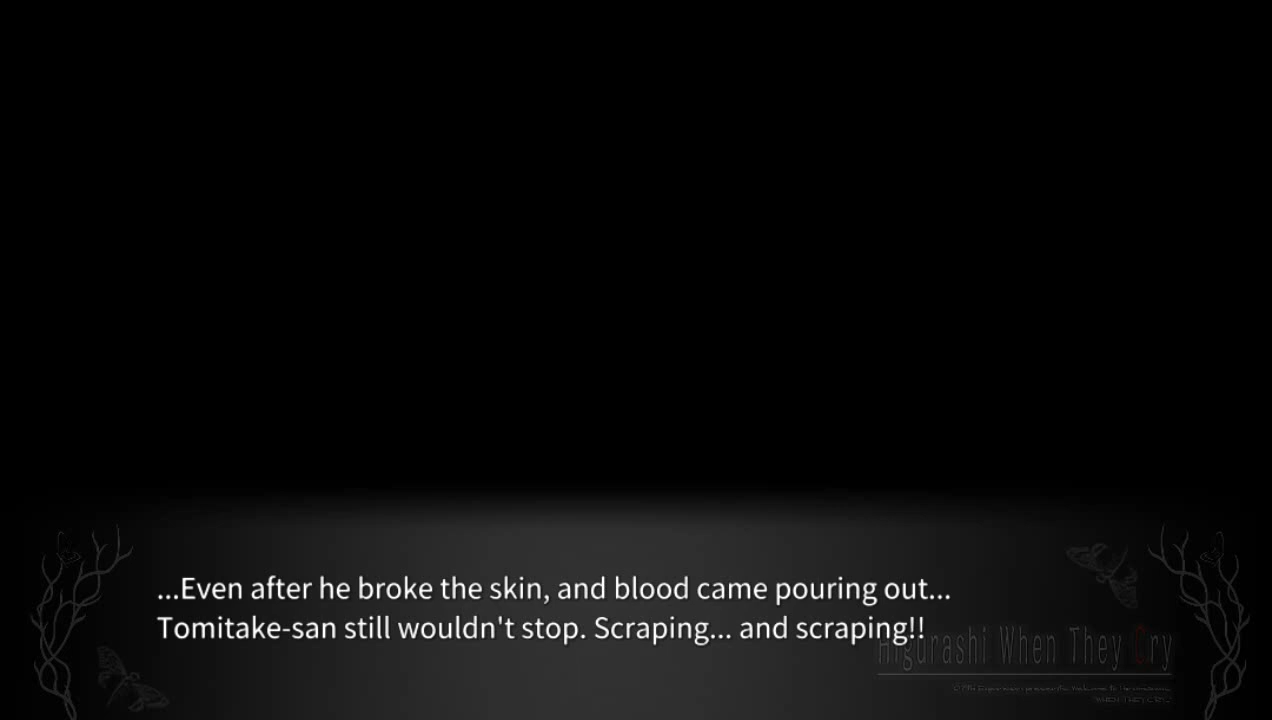 ...Even after he broke the skin, and blood came pouring out...
Tomitake-san still wouldn't stop. Scraping... and scraping!!
Higurashi When They Cry